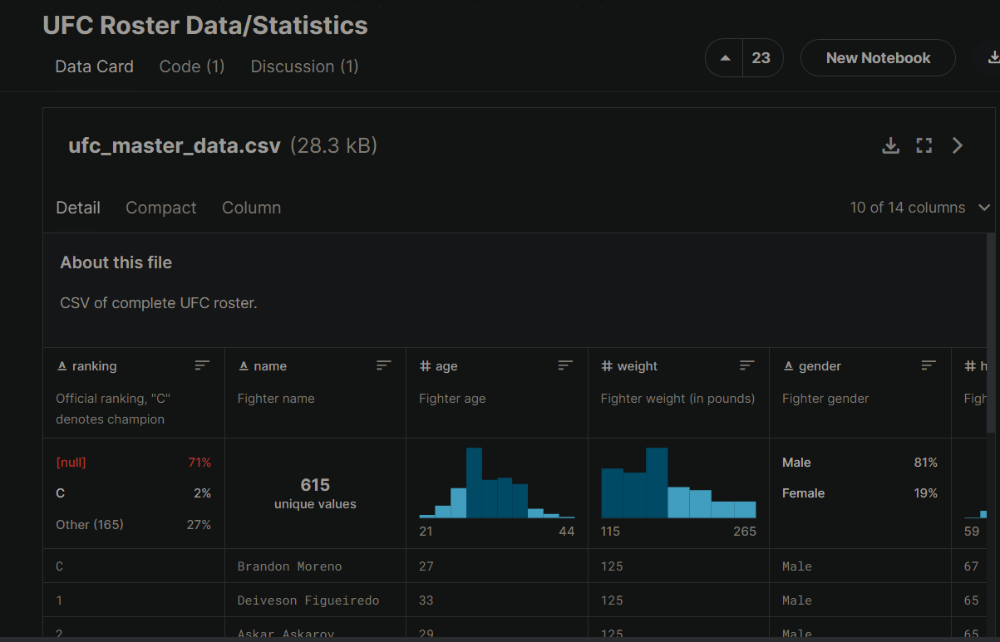 UFC Roster Data/Statistics
Data Card Code (1) Discussion (1)
23 New Notebook
ufc_master_data.csv (28.3 kB)
Detail Compact Column 10 of 14 columns
About this file
CSV of complete UFC roster.
A ranking A name # age # weight A gender # h
Official ranking, "C" Fighter name Fighter age Fighter weight (in pounds) Fighter gender Figh
denotes champion
[null] 71% Male 81%
615
C 2% Female 19%
unique values
Other (165) 27% 21 44 115 265 59
C Brandon Moreno 27 125 Male 67
1 Deiveson Figueiredo 33 125 Male 65
2 Askar Askarov 29 125 Male 65